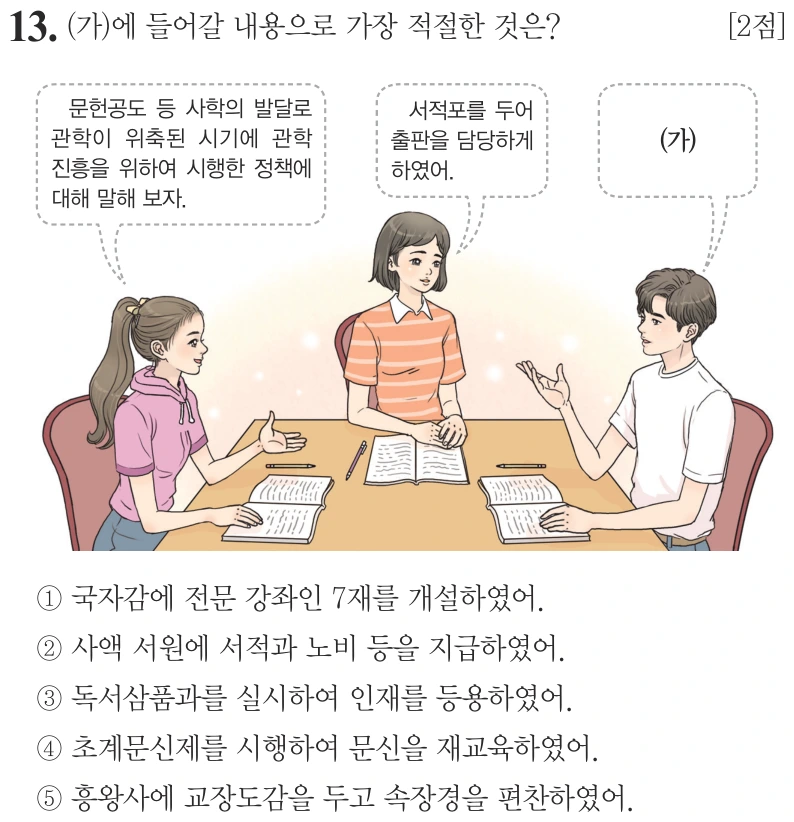 13. (가)에 들어갈 내용으로 가장 적절한 것은? [2점]
문헌공도 등 사학의 발달로
관학이 위축된 시기에 관학
진흥을 위하여 시행한 정책에
대해 말해 보자.
서적포를 두어
출판을 담당하게
하였어.
(가)
① 국자감에 전문 강좌인 7재를 개설하였어.
② 사액 서원에 서적과 노비 등을 지급하였어.
③ 독서삼품과를 실시하여 인재를 등용하였어.
④ 초계문신제를 시행하여 문신을 재교육하였어.
⑤ 흥왕사에 교장도감을 두고 속장경을 편찬하였어.